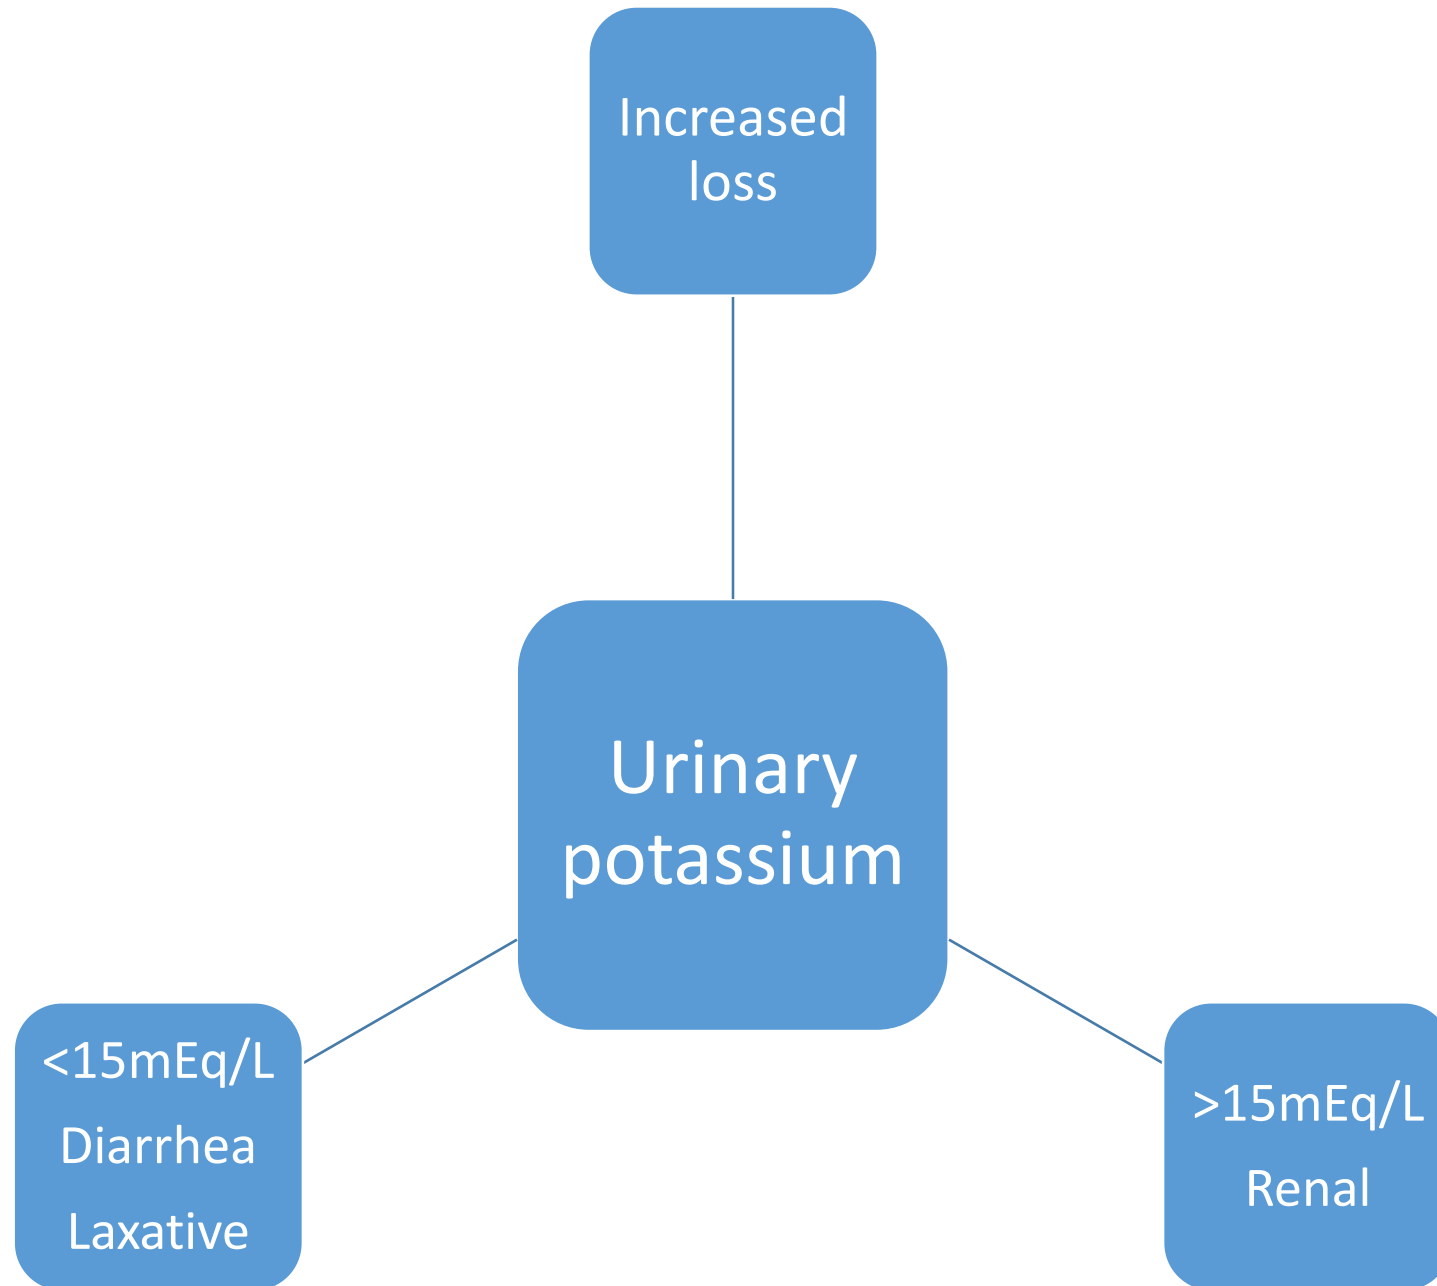 Increased
loss
Urinary
potassium
<15mEq/L
Diarrhea
Laxative
>15mEq/L
Renal